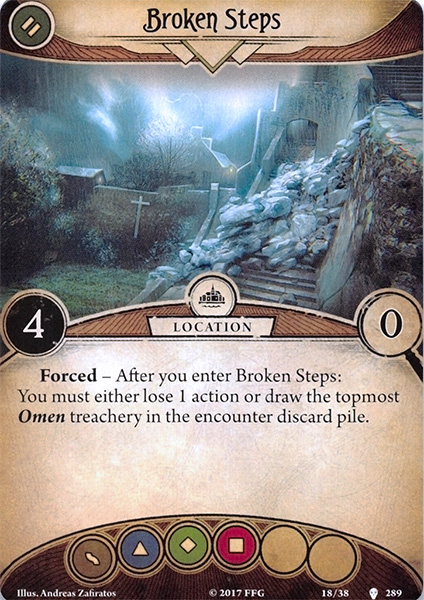 Broken Steps
4
LOCATION
0
Forced – After you enter Broken Steps:
You must either lose 1 action or draw the topmost
Omen treachery in the encounter discard pile.
Illus. Andreas Zafiratos
© 2017 FFG
18/38
289